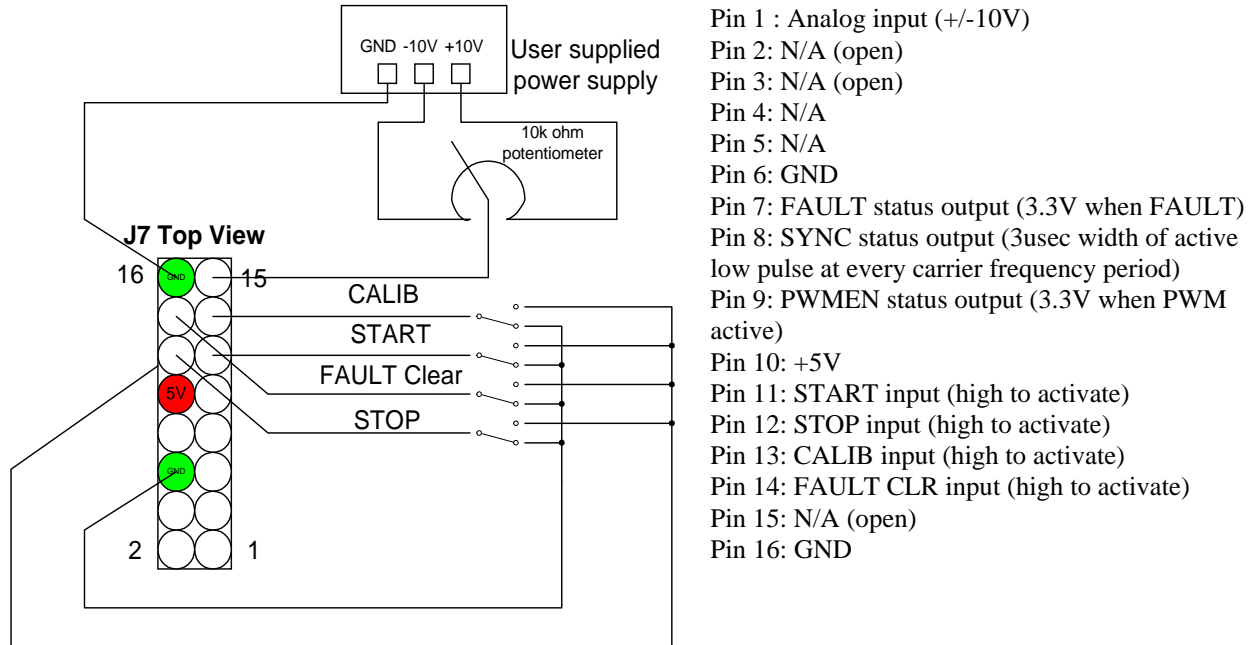 GND -10V +10V
User supplied
power supply
10k ohm
potentiometer
J7 Top View
16
GND
15
CALIB
START
FAULT Clear
5V
STOP
GND
2
1
Pin 1 : Analog input (+/-10V)
Pin 2: N/A (open)
Pin 3: N/A (open)
Pin 4: N/A
Pin 5: N/A
Pin 6: GND
Pin 7: FAULT status output (3.3V when FAULT)
Pin 8: SYNC status output (3usec width of active
low pulse at every carrier frequency period)
Pin 9: PWMEN status output (3.3V when PWM
active)
Pin 10: +5V
Pin 11: START input (high to activate)
Pin 12: STOP input (high to activate)
Pin 13: CALIB input (high to activate)
Pin 14: FAULT CLR input (high to activate)
Pin 15: N/A (open)
Pin 16: GND